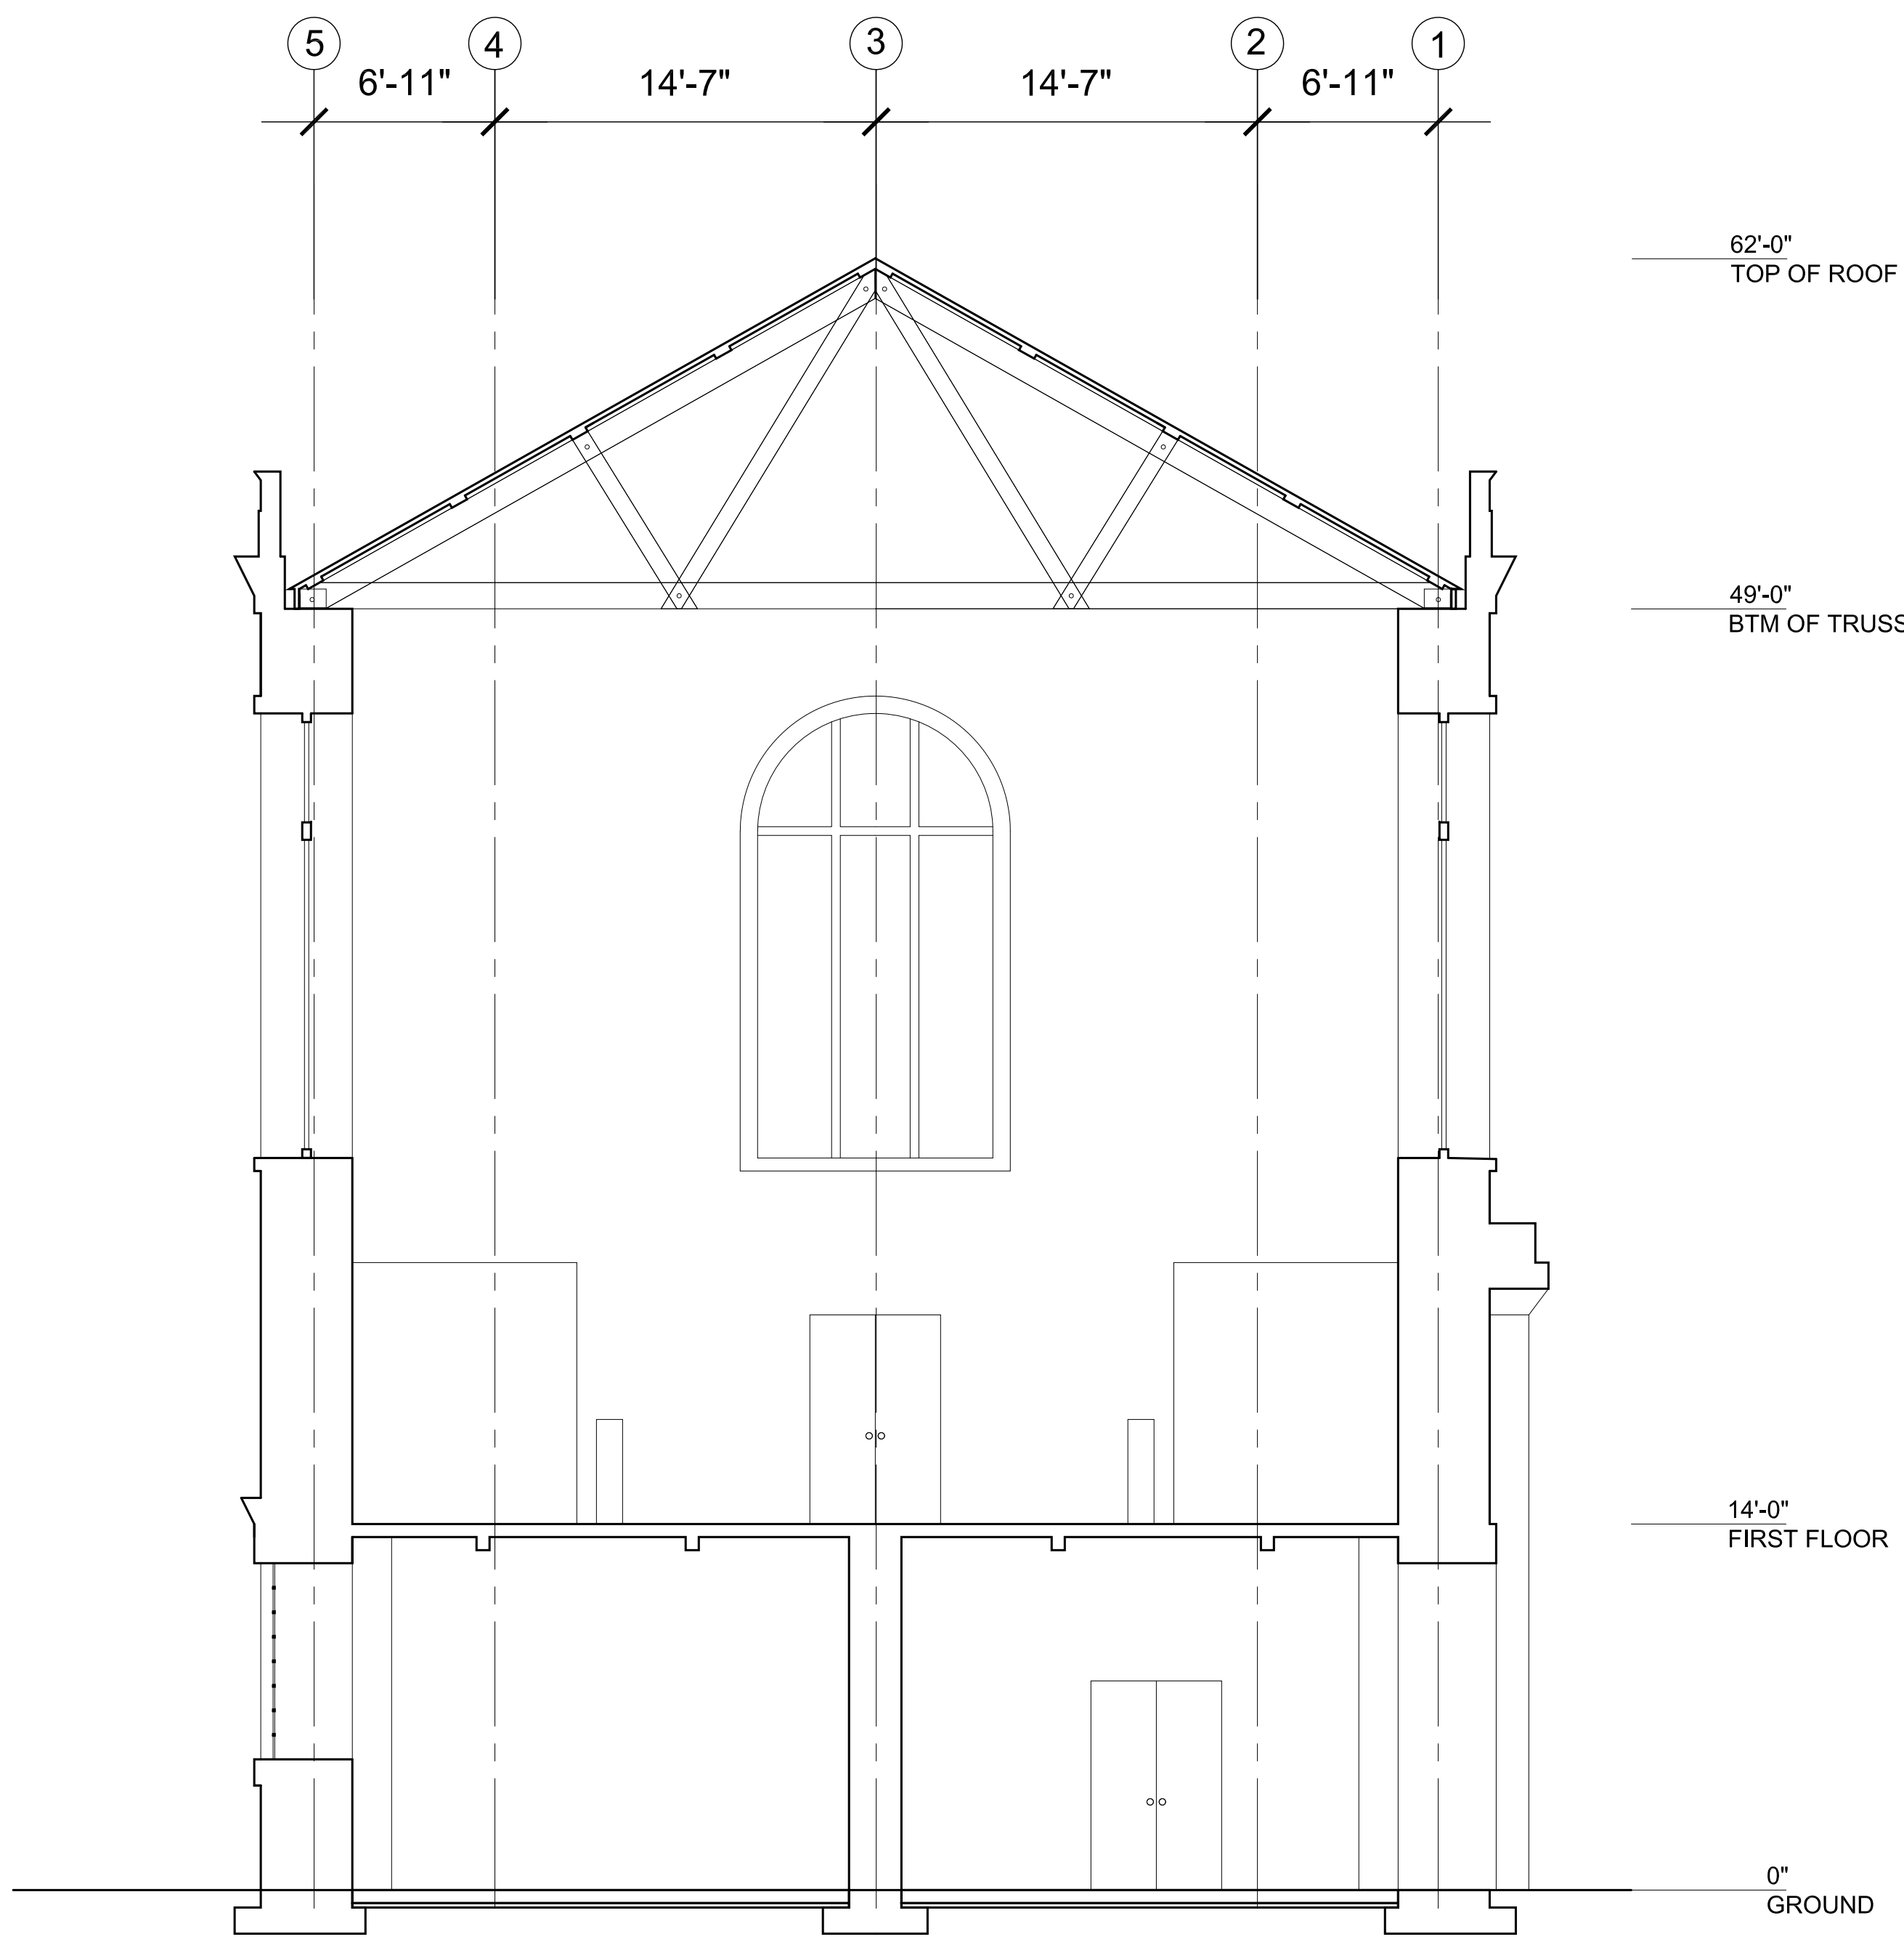 5 4 3 2 1
6'-11" 14'-7" 14'-7" 6'-11"
62'-0"
TOP OF ROOF
49'-0"
BTM OF TRUSS
14'-0"
FIRST FLOOR
0"
GROUND